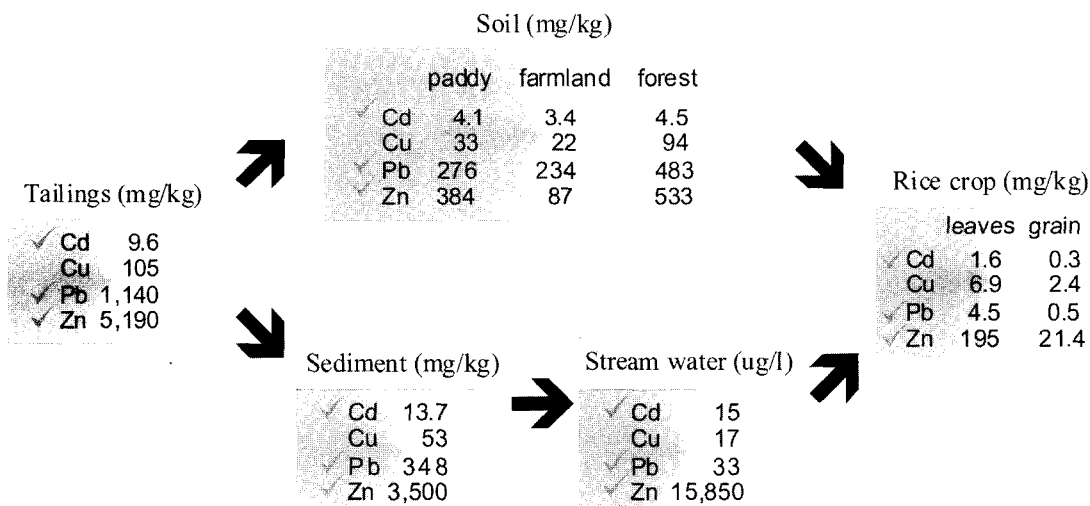 Soil (mg/kg)
paddy farmland forest
✓ Cd 4.1 3.4 4.5
Cu 33 22 94
✓ Pb 276 234 483
✓ Zn 384 87 533
Tailings (mg/kg)
✓ Cd 9.6
Cu 105
✓ Pb 1,140
✓ Zn 5,190
Sediment (mg/kg)
✓ Cd 13.7
Cu 53
✓ Pb 348
✓ Zn 3,500
Stream water (ug/l)
✓ Cd 15
Cu 17
✓ Pb 33
✓ Zn 15,850
Rice crop (mg/kg)
leaves grain
✓ Cd 1.6 0.3
Cu 6.9 2.4
✓ Pb 4.5 0.5
✓ Zn 195 21.4